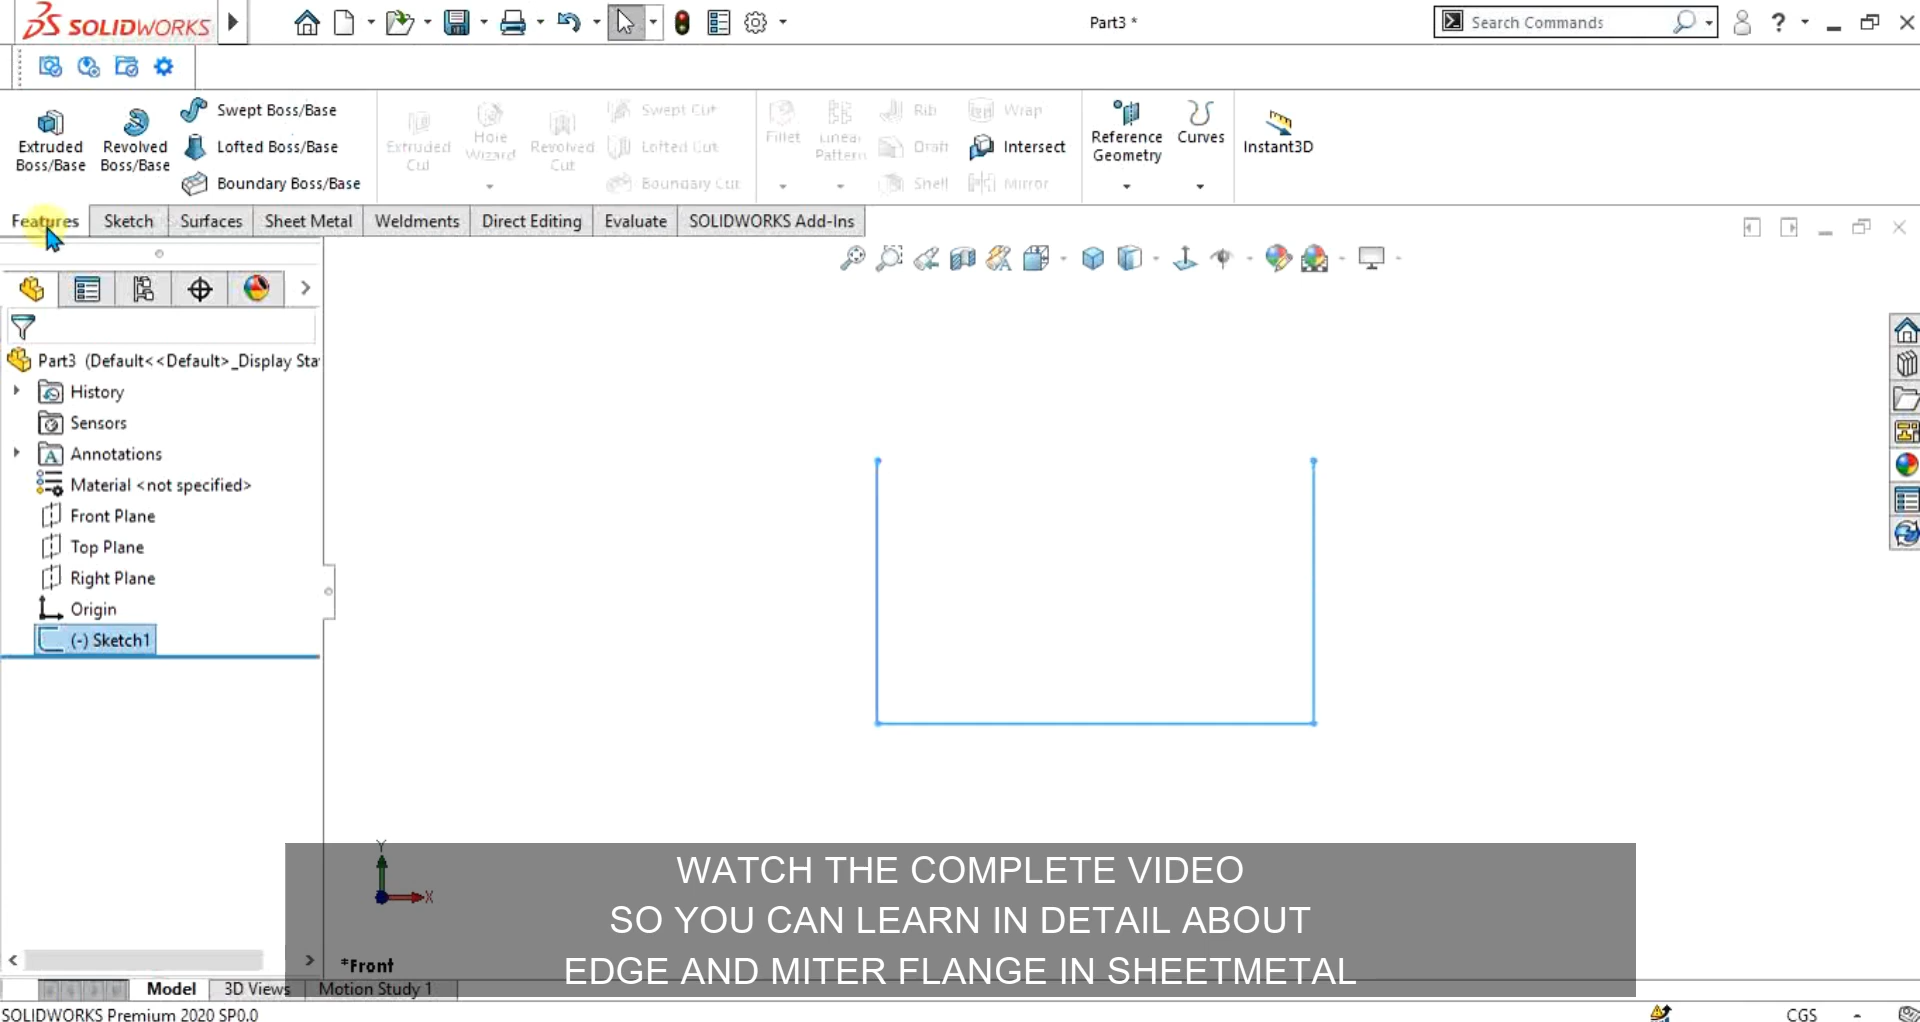 SOLIDWORKS
Part3 *
Search Commands
?
Extruded Boss/Base
Revolved Boss/Base
Swept Boss/Base
Lofted Boss/Base
Boundary Boss/Base
Extruded Cut
Hole Wizard
Revolved Cut
Swept Cut
Lofted Cut
Boundary Cut
Fillet
Linear Pattern
Rib
Draft
Shell
Wrap
Intersect
Mirror
Reference Geometry
Curves
Instant3D
Features
Sketch
Surfaces
Sheet Metal
Weldments
Direct Editing
Evaluate
SOLIDWORKS Add-Ins
Part3 (Default<<Default>_Display Sta
History
Sensors
Annotations
Material <not specified>
Front Plane
Top Plane
Right Plane
Origin
(-) Sketch1
Y
X
*Front
WATCH THE COMPLETE VIDEO
SO YOU CAN LEARN IN DETAIL ABOUT
EDGE AND MITER FLANGE IN SHEETMETAL
Model
3D Views
Motion Study 1
SOLIDWORKS Premium 2020 SP0.0
CGS